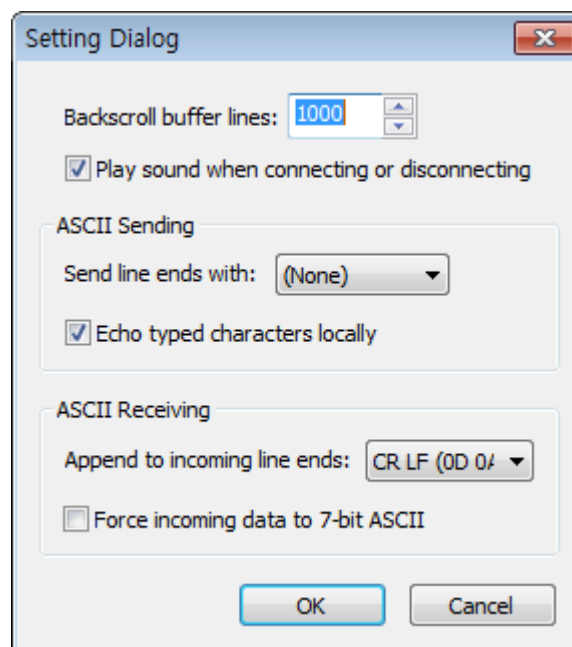 Setting Dialog
Backscroll buffer lines: 1000
Play sound when connecting or disconnecting
ASCII Sending
Send line ends with: (None)
Echo typed characters locally
ASCII Receiving
Append to incoming line ends: CR LF (0D 0A
Force incoming data to 7-bit ASCII
OK Cancel